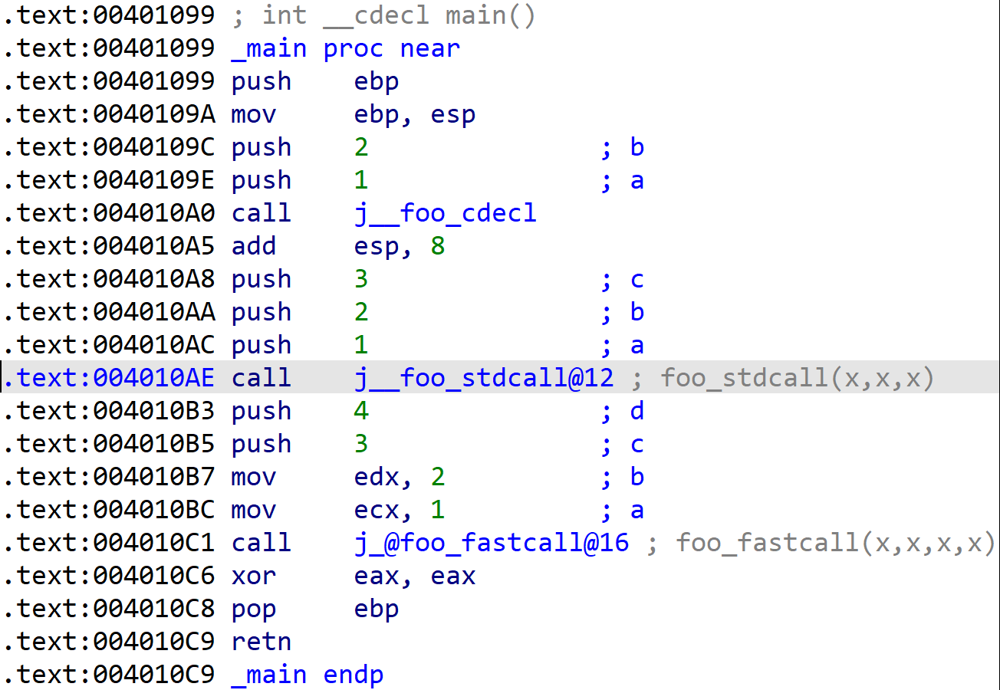 .text:00401099 ; int __cdecl main()
.text:00401099 _main proc near
.text:00401099 push    ebp
.text:0040109A mov     ebp, esp
.text:0040109C push    2               ; b
.text:0040109E push    1               ; a
.text:004010A0 call    j__foo_cdecl
.text:004010A5 add     esp, 8
.text:004010A8 push    3               ; c
.text:004010AA push    2               ; b
.text:004010AC push    1               ; a
.text:004010AE call    j__foo_stdcall@12 ; foo_stdcall(x,x,x)
.text:004010B3 push    4               ; d
.text:004010B5 push    3               ; c
.text:004010B7 mov     edx, 2          ; b
.text:004010BC mov     ecx, 1          ; a
.text:004010C1 call    j_@foo_fastcall@16 ; foo_fastcall(x,x,x,x)
.text:004010C6 xor     eax, eax
.text:004010C8 pop     ebp
.text:004010C9 retn
.text:004010C9 _main endp